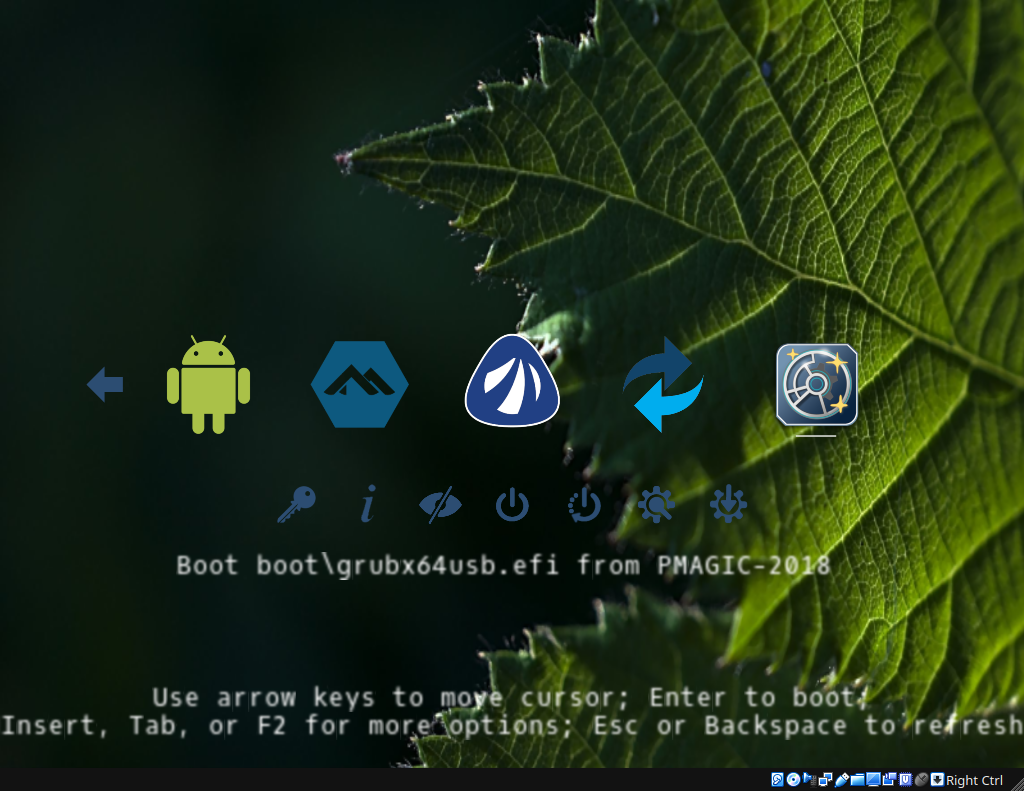 Boot boot\grubx64usb.efi from PMAGIC-2018
Use arrow keys to move cursor; Enter to boot;
Insert, Tab, or F2 for more options; Esc or Backspace to refresh
Right Ctrl